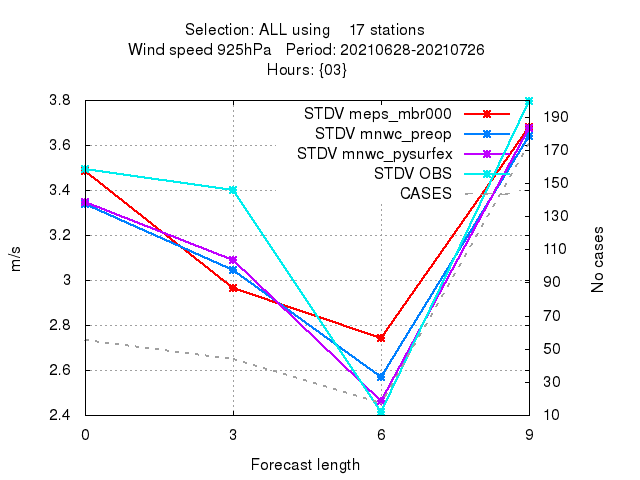 Selection: ALL using    17 stations
Wind speed 925hPa   Period: 20210628-20210726
Hours: {03}
STDV meps_mbr000
STDV mnwc_preop
STDV mnwc_pysurfex
STDV OBS
CASES
3.8
3.6
3.4
3.2
3
2.8
2.6
2.4
m/s
190
170
150
130
110
90
70
50
30
10
No cases
0 3 6 9
Forecast length